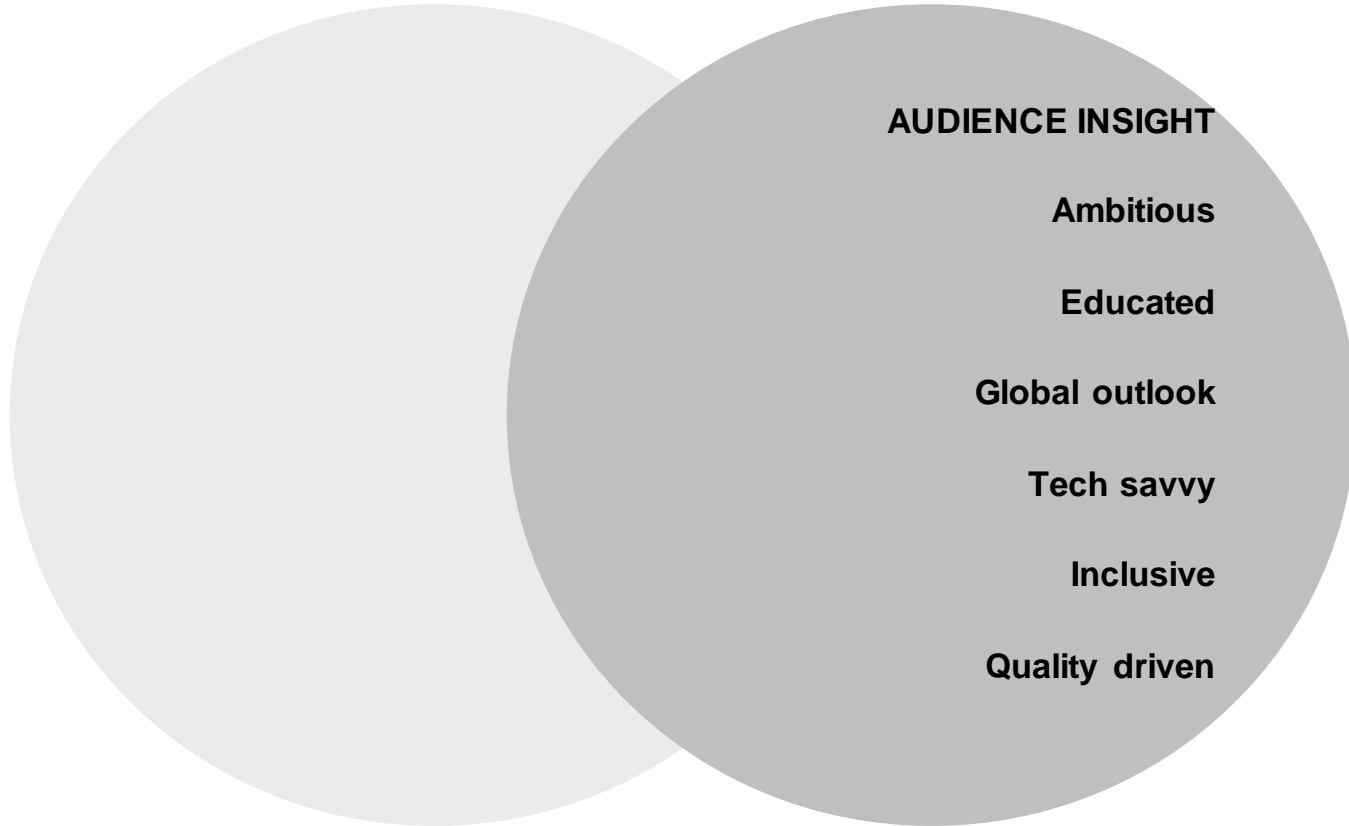 AUDIENCE INSIGHT
Ambitious
Educated
Global outlook
Tech savvy
Inclusive
Quality driven